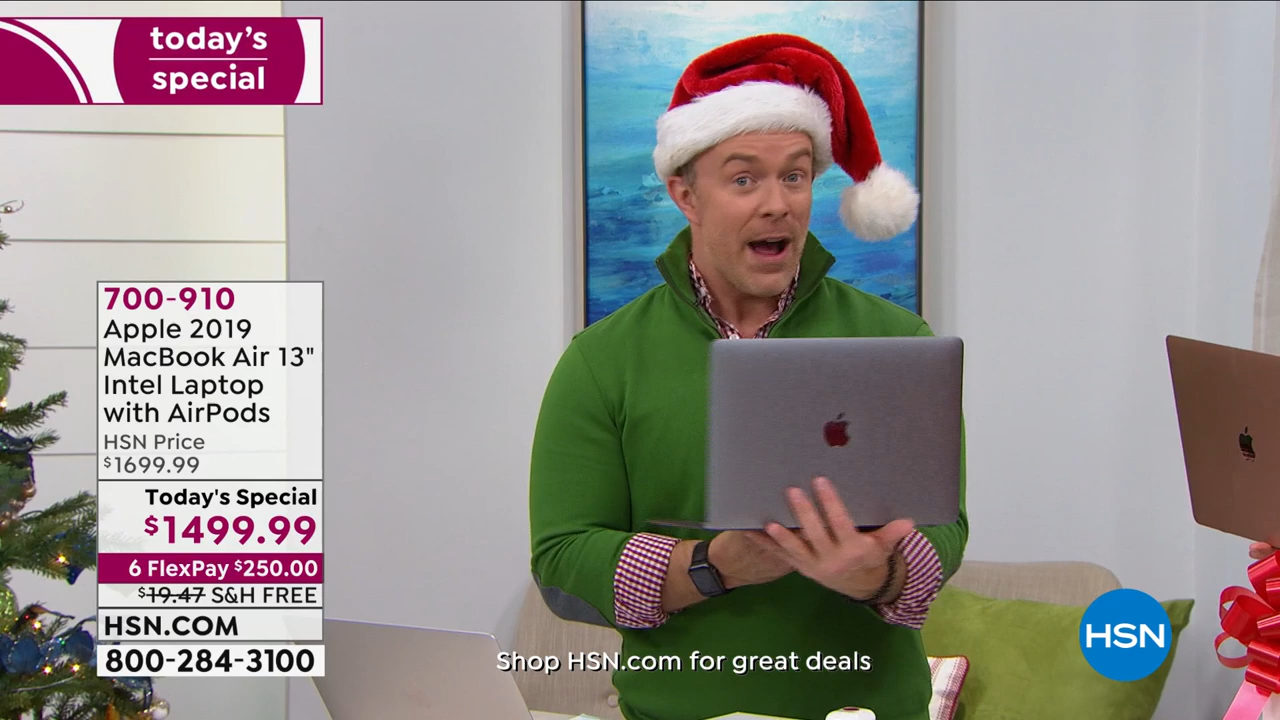 today's
special
700-910
Apple 2019
MacBook Air 13"
Intel Laptop
with AirPods
HSN Price
$1699.99
Today's Special
$1499.99
6 FlexPay $250.00
$19.47 S&H FREE
HSN.COM
800-284-3100
Shop HSN.com for great deals
HSN